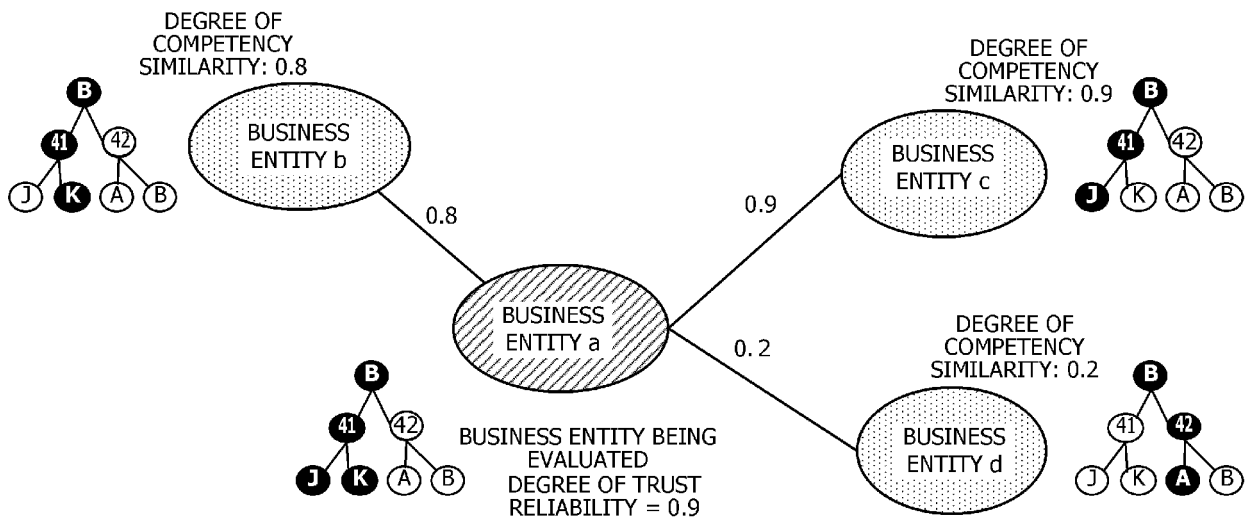 DEGREE OF
COMPETENCY
SIMILARITY: 0.8
B
41 42
J K A B
BUSINESS
ENTITY b
0.8
DEGREE OF
COMPETENCY
SIMILARITY: 0.9
B
41 42
J K A B
BUSINESS
ENTITY c
0.9
BUSINESS
ENTITY a
0.2
B
41 42
J K A B
BUSINESS ENTITY BEING
EVALUATED
DEGREE OF TRUST
RELIABILITY = 0.9
DEGREE OF
COMPETENCY
SIMILARITY: 0.2
B
41 42
J K A B
BUSINESS
ENTITY d